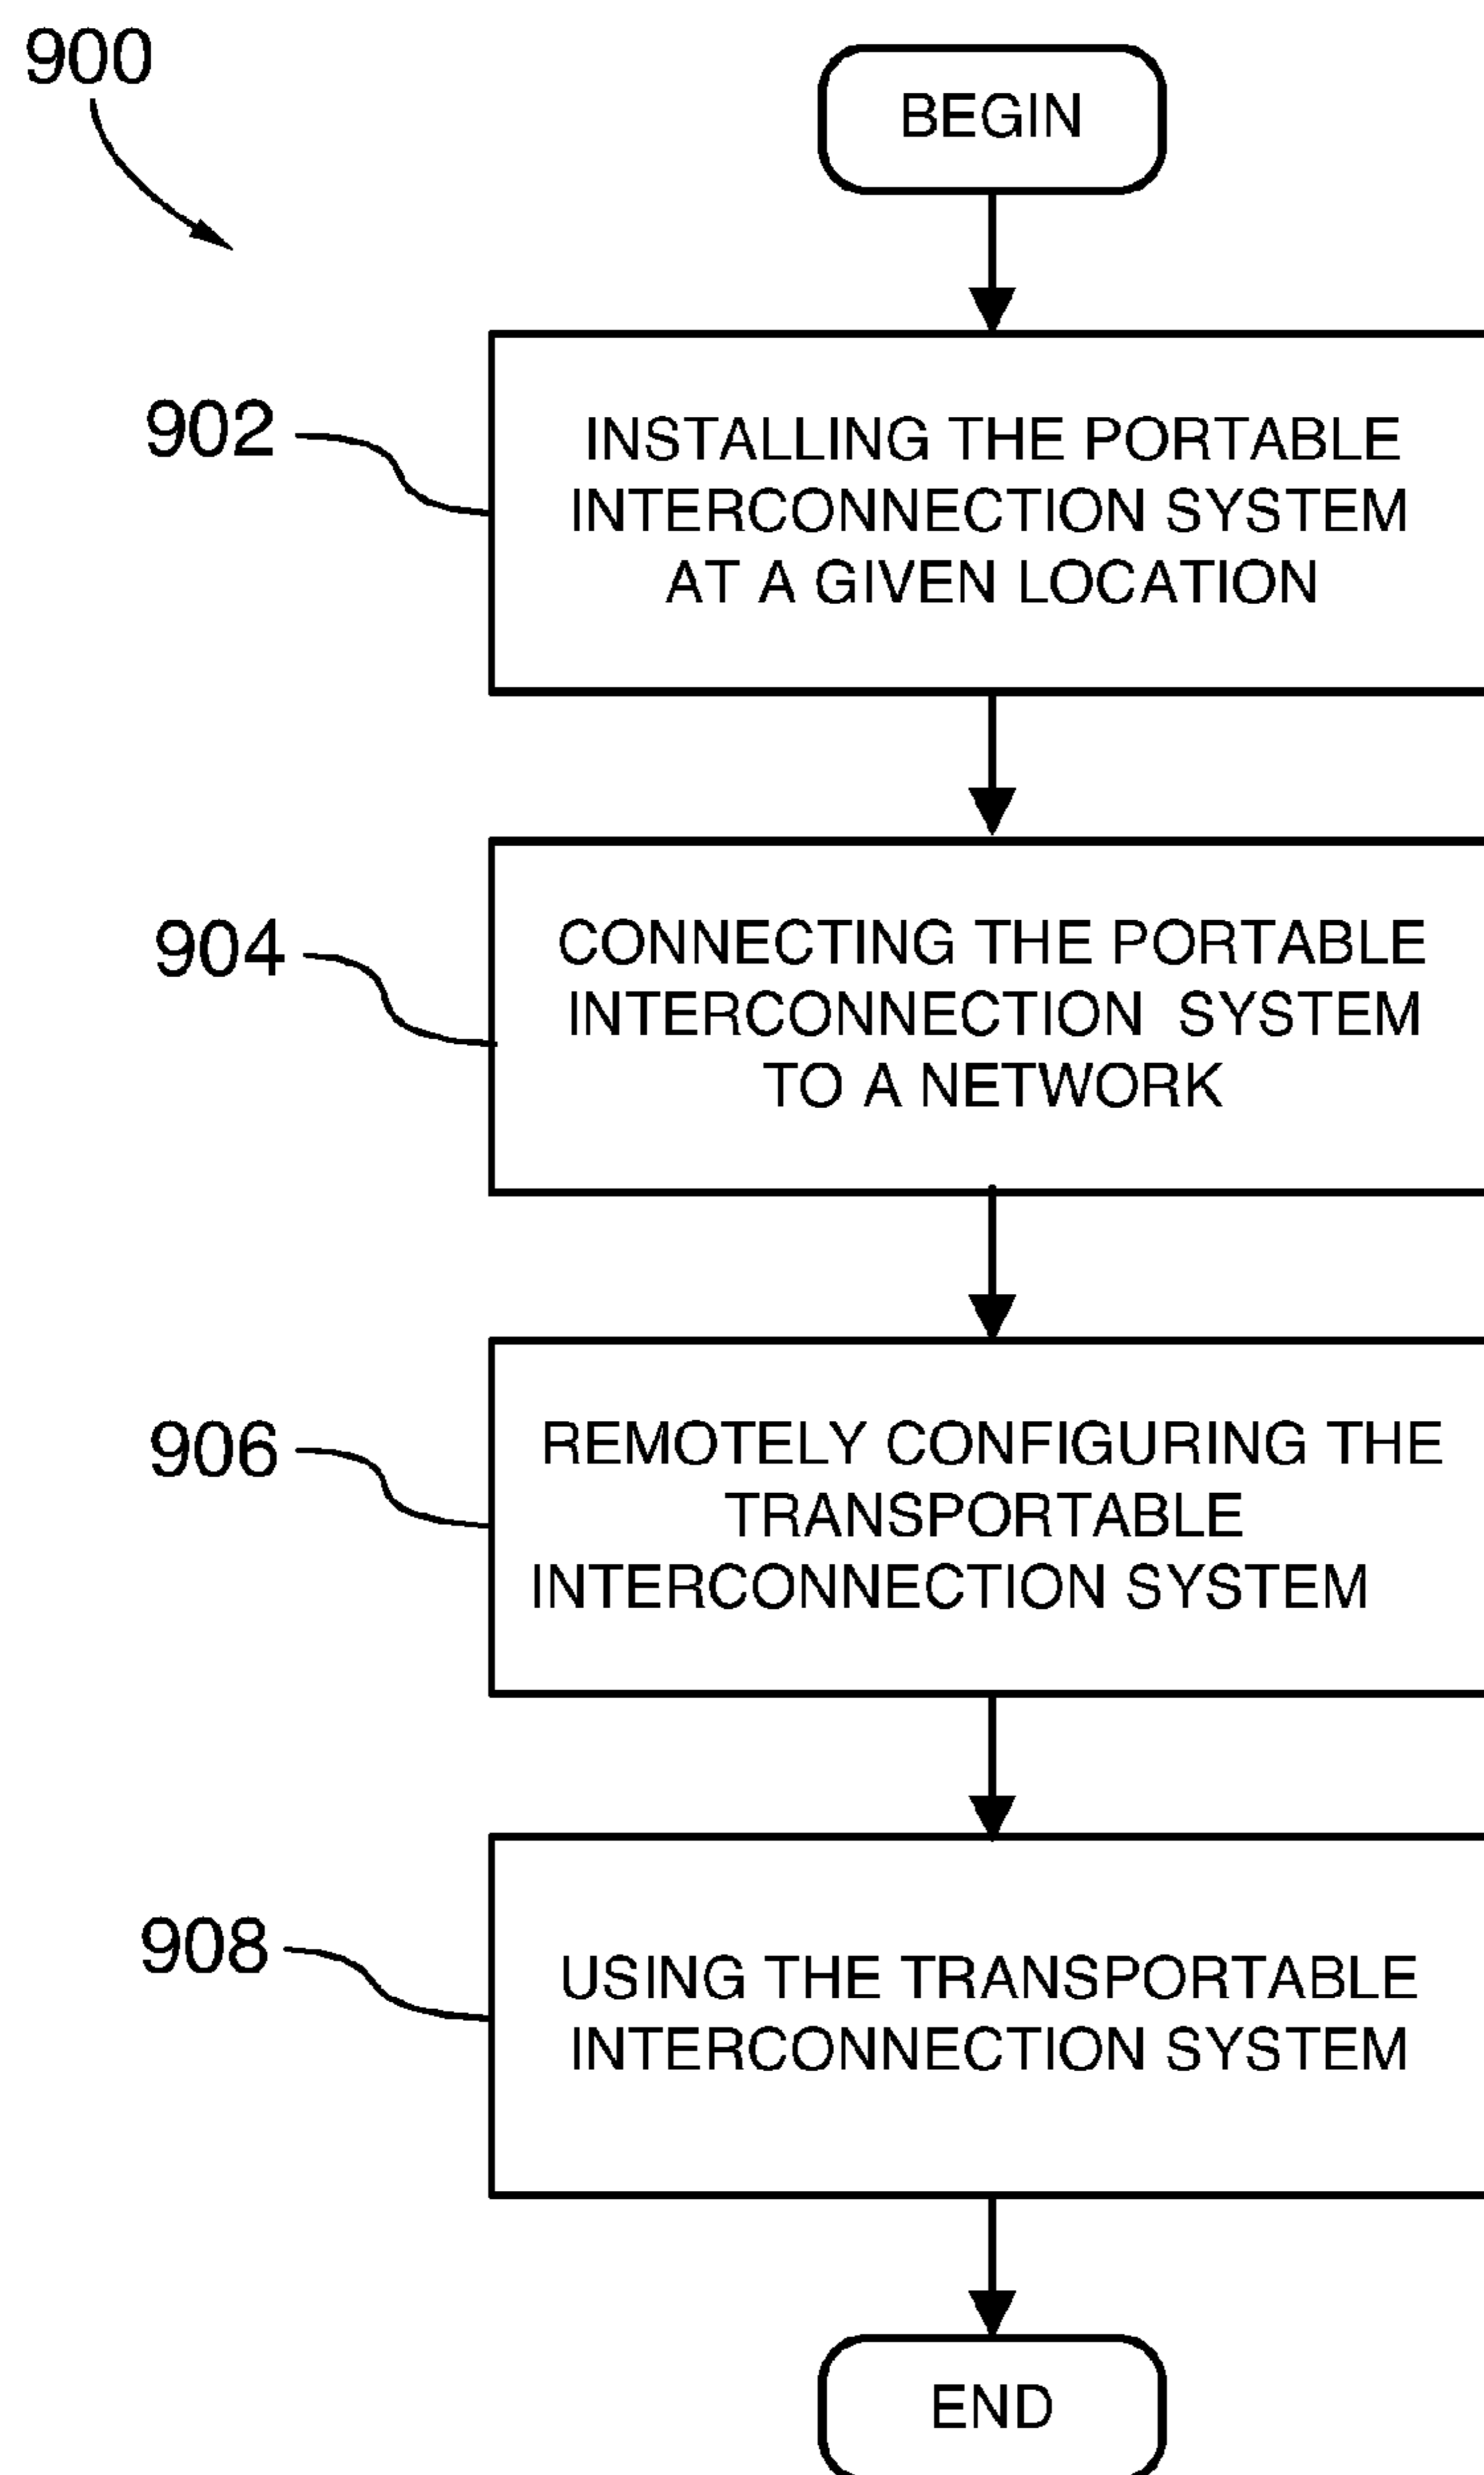 900
BEGIN
902
INSTALLING THE PORTABLE
INTERCONNECTION SYSTEM
AT A GIVEN LOCATION
904
CONNECTING THE PORTABLE
INTERCONNECTION SYSTEM
TO A NETWORK
906
REMOTELY CONFIGURING THE
TRANSPORTABLE
INTERCONNECTION SYSTEM
908
USING THE TRANSPORTABLE
INTERCONNECTION SYSTEM
END